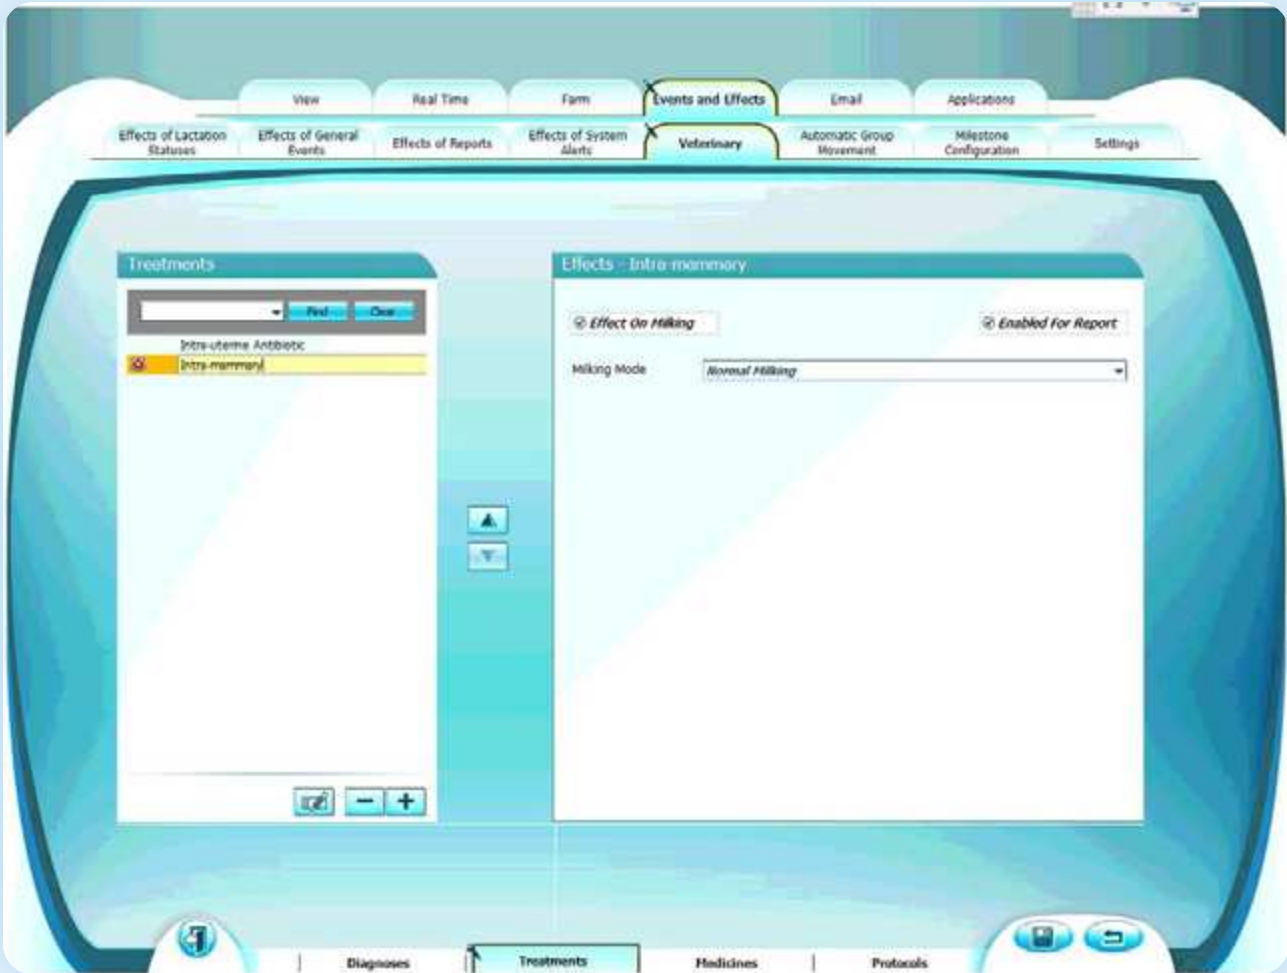 View Real Time Farm Events and Effects Email Applications
Effects of Lactation Statuses
Effects of General Events
Effects of Reports
Effects of System Alerts
Veterinary
Automatic Group Movement
Milestone Configuration
Settings
Treatments
Find Clear
Intra-uterine Antibiotic
Intra-mammary
Effects - Intra-mammary
Effect On Milking
Enabled For Report
Milking Mode Normal Milking
Diagnoses Treatments Medicines Protocols